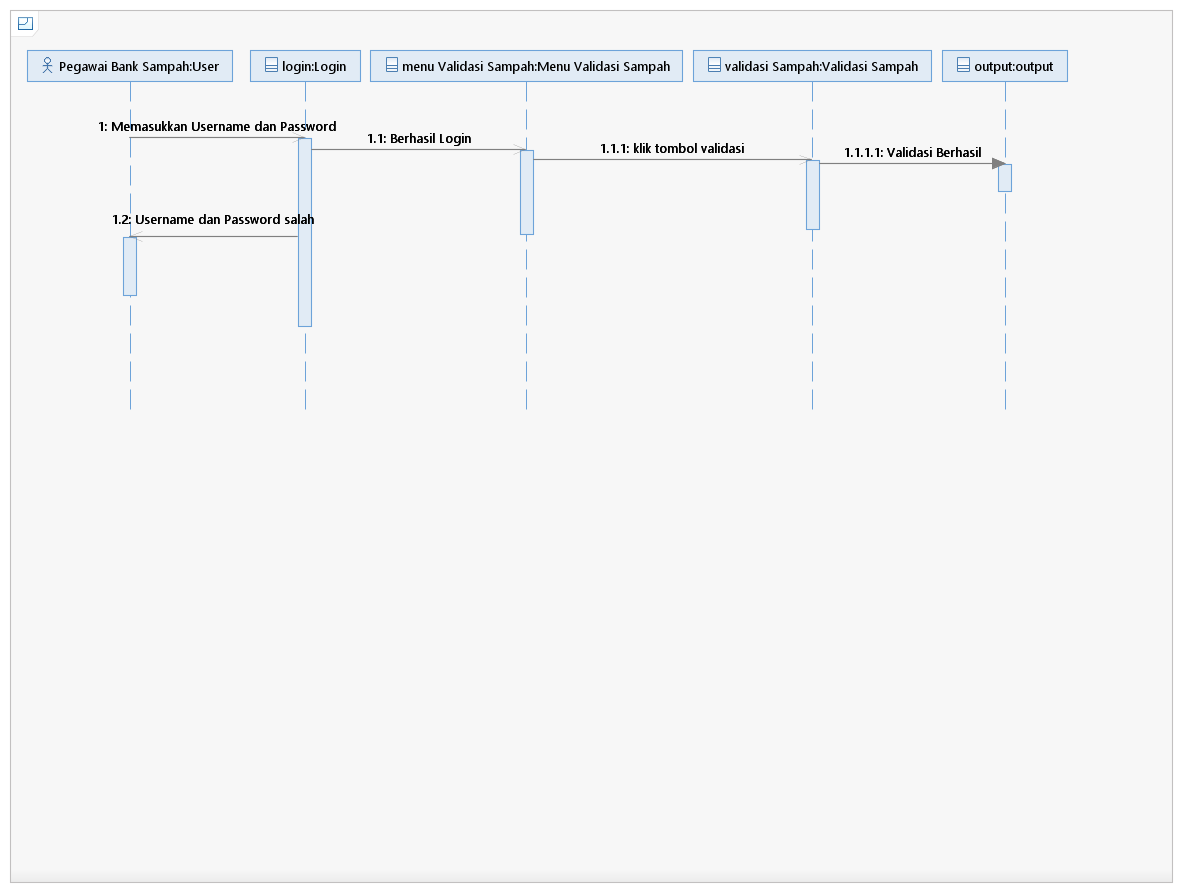 Pegawai Bank Sampah:User
login:Login
menu Validasi Sampah:Menu Validasi Sampah
validasi Sampah:Validasi Sampah
output:output
1: Memasukkan Username dan Password
1.1: Berhasil Login
1.1.1: klik tombol validasi
1.1.1.1: Validasi Berhasil
1.2: Username dan Password salah